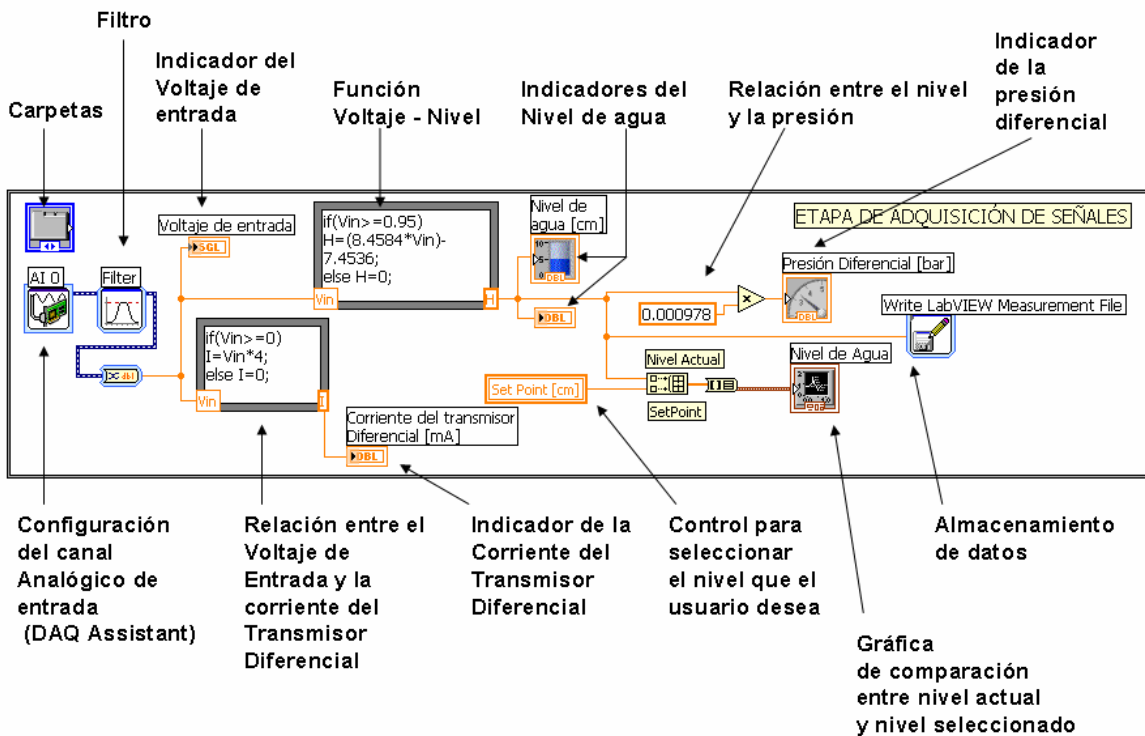 Filtro
Indicador del
Voltaje de
entrada
Carpetas
Función
Voltaje - Nivel
Indicadores del
Nivel de agua
Relación entre el nivel
y la presión
Indicador
de la
presión
diferencial
ETAPA DE ADQUISICIÓN DE SEÑALES
Voltaje de entrada
SGL
if(Vin>=0.95)
H=(8.4584*Vin)-
7.4536;
else H=0;
Vin
H
Nivel de
agua [cm]
10-
5-
0-
DBL
DBL
AI 0
Filter
dbl
if(Vin>=0)
I=Vin*4;
else I=0;
Vin
I
Corriente del transmisor
Diferencial [mA]
DBL
0.000978
x
Presión Diferencial [bar]
DBL
Write LabVIEW Measurement File
Nivel Actual
Set Point [cm]
SetPoint
Nivel de Agua
Configuración
del canal
Analógico de
entrada
(DAQ Assistant)
Relación entre el
Voltaje de
Entrada y la
corriente del
Transmisor
Diferencial
Indicador de la
Corriente del
Transmisor
Diferencial
Control para
seleccionar
el nivel que el
usuario desea
Almacenamiento
de datos
Gráfica
de comparación
entre nivel actual
y nivel seleccionado